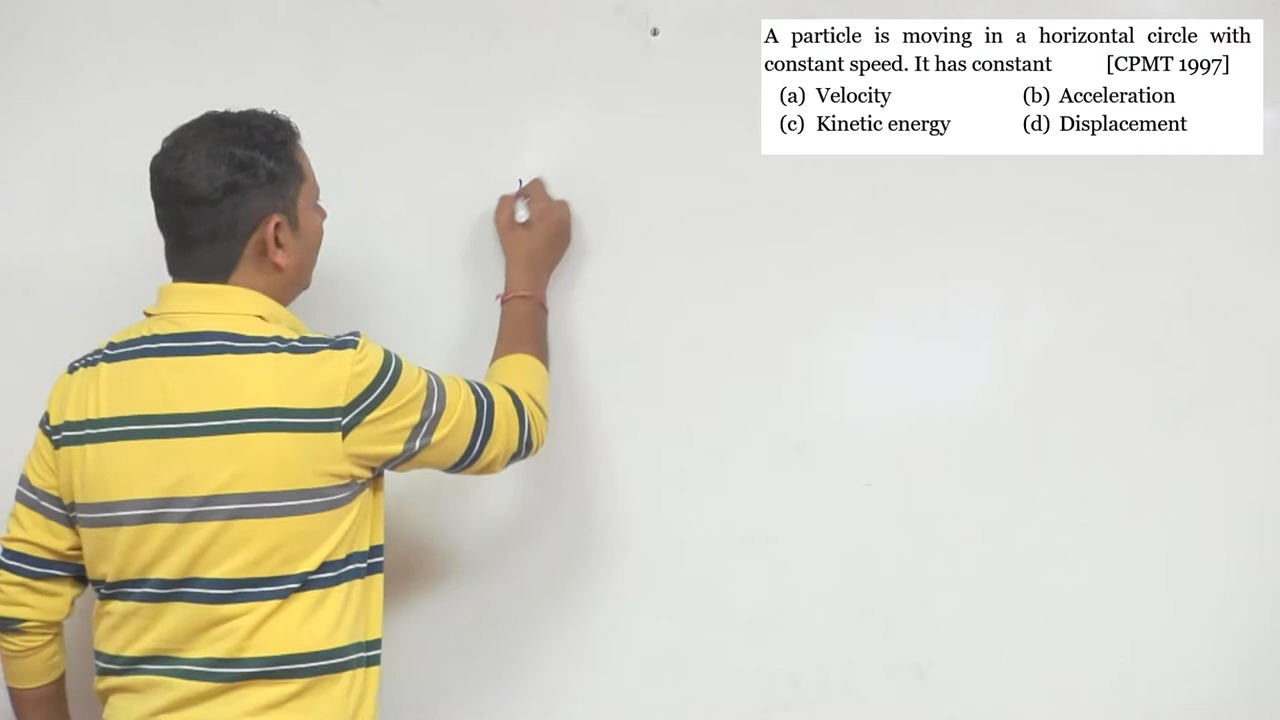 A particle is moving in a horizontal circle with
constant speed. It has constant [CPMT 1997]
(a) Velocity (b) Acceleration
(c) Kinetic energy (d) Displacement